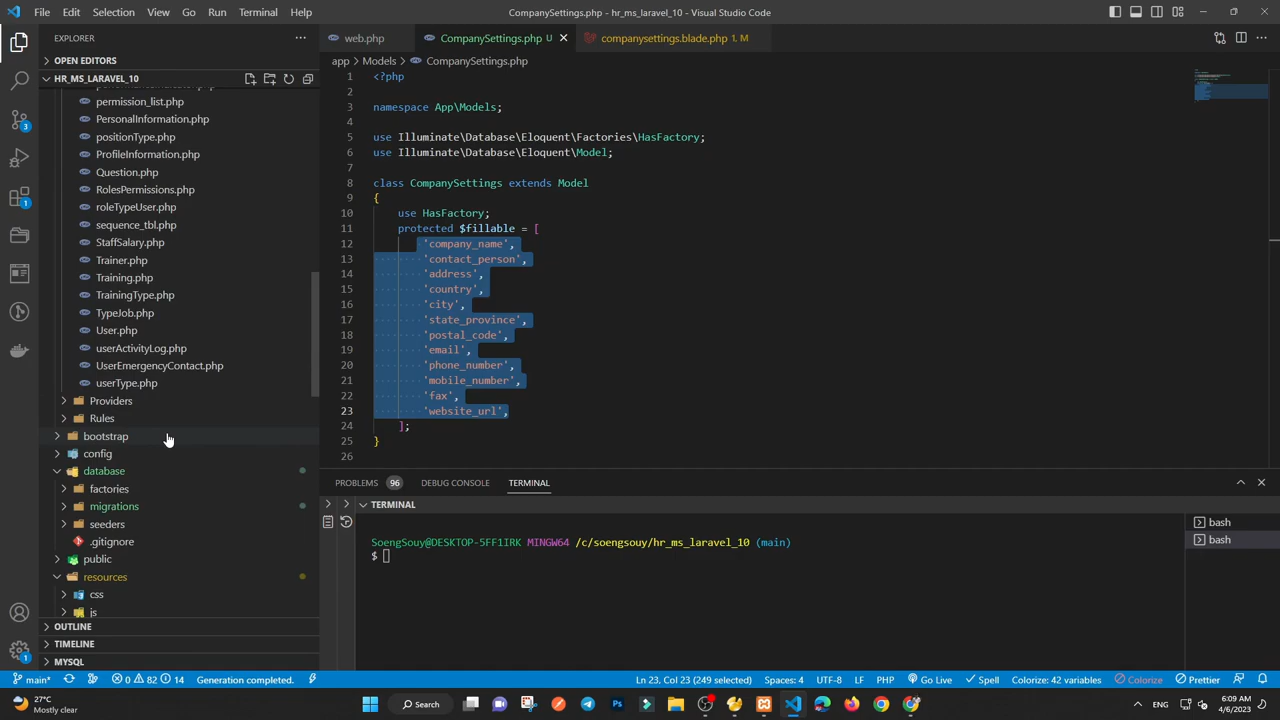 File Edit Selection View Go Run Terminal Help
CompanySettings.php - hr_ms_laravel_10 - Visual Studio Code
EXPLORER
OPEN EDITORS
HR_MS_LARAVEL_10
permission_list.php
PersonalInformation.php
positionType.php
ProfileInformation.php
Question.php
RolesPermissions.php
roleTypeUser.php
sequence_tbl.php
StaffSalary.php
Trainer.php
Training.php
TrainingType.php
TypeJob.php
User.php
userActivityLog.php
UserEmergencyContact.php
userType.php
Providers
Rules
bootstrap
config
database
factories
migrations
seeders
.gitignore
public
resources
css
js
OUTLINE
TIMELINE
MYSQL
3
1
1
web.php
CompanySettings.php U
companysettings.blade.php 1, M
app > Models > CompanySettings.php
1 <?php
2
3 namespace App\Models;
4
5 use Illuminate\Database\Eloquent\Factories\HasFactory;
6 use Illuminate\Database\Eloquent\Model;
7
8 class CompanySettings extends Model
9 {
10 use HasFactory;
11 protected $fillable = [
12 'company_name',
13 'contact_person',
14 'address',
15 'country',
16 'city',
17 'state_province',
18 'postal_code',
19 'email',
20 'phone_number',
21 'mobile_number',
22 'fax',
23 'website_url',
24 ];
25 }
26
PROBLEMS 96 DEBUG CONSOLE TERMINAL
TERMINAL
SoengSouy@DESKTOP-5FF1IRK MINGW64 /c/soengsouy/hr_ms_laravel_10 (main)
$
bash
bash
main* 0 82 14 Generation completed.
Ln 23, Col 23 (249 selected) Spaces: 4 UTF-8 LF PHP Go Live Spell Colorize: 42 variables Colorize Prettier
27°C
Mostly clear
Search
ENG
6:09 AM
4/6/2023